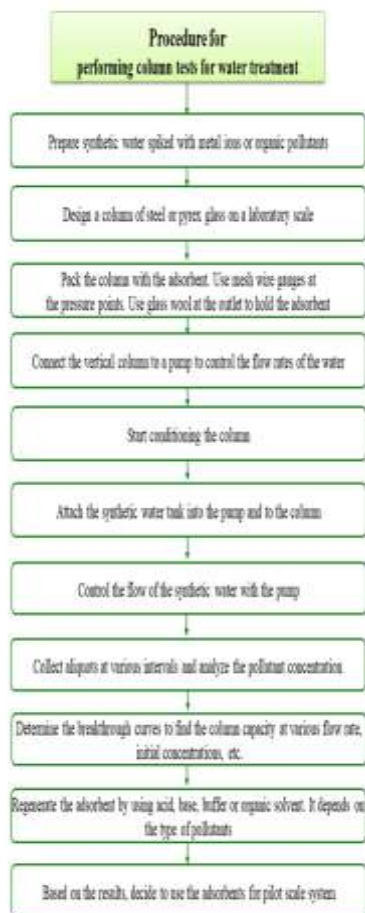 Procedure for
performing column tests for water treatment
Prepare synthetic water spiked with metal ions or organic pollutants
Design a column of steel or pyrex glass on a laboratory scale
Pack the column with the adsorbent. Use mesh wire gauges at
the pressure points. Use glass wool at the outlet to hold the adsorbent
Connect the vertical column to a pump to control the flow rates of the water
Start conditioning the column
Attach the synthetic water tank into the pump and to the column
Control the flow of the synthetic water with the pump
Collect aliquots at various intervals and analyze the pollutant concentration
Determine the breakthrough curves to find the column capacity at various flow rate,
initial concentrations, etc.
Regenerate the adsorbent by using acid, base, buffer or organic solvent. It depends on
the type of pollutants
Based on the results, decide to use the adsorbents for pilot scale system